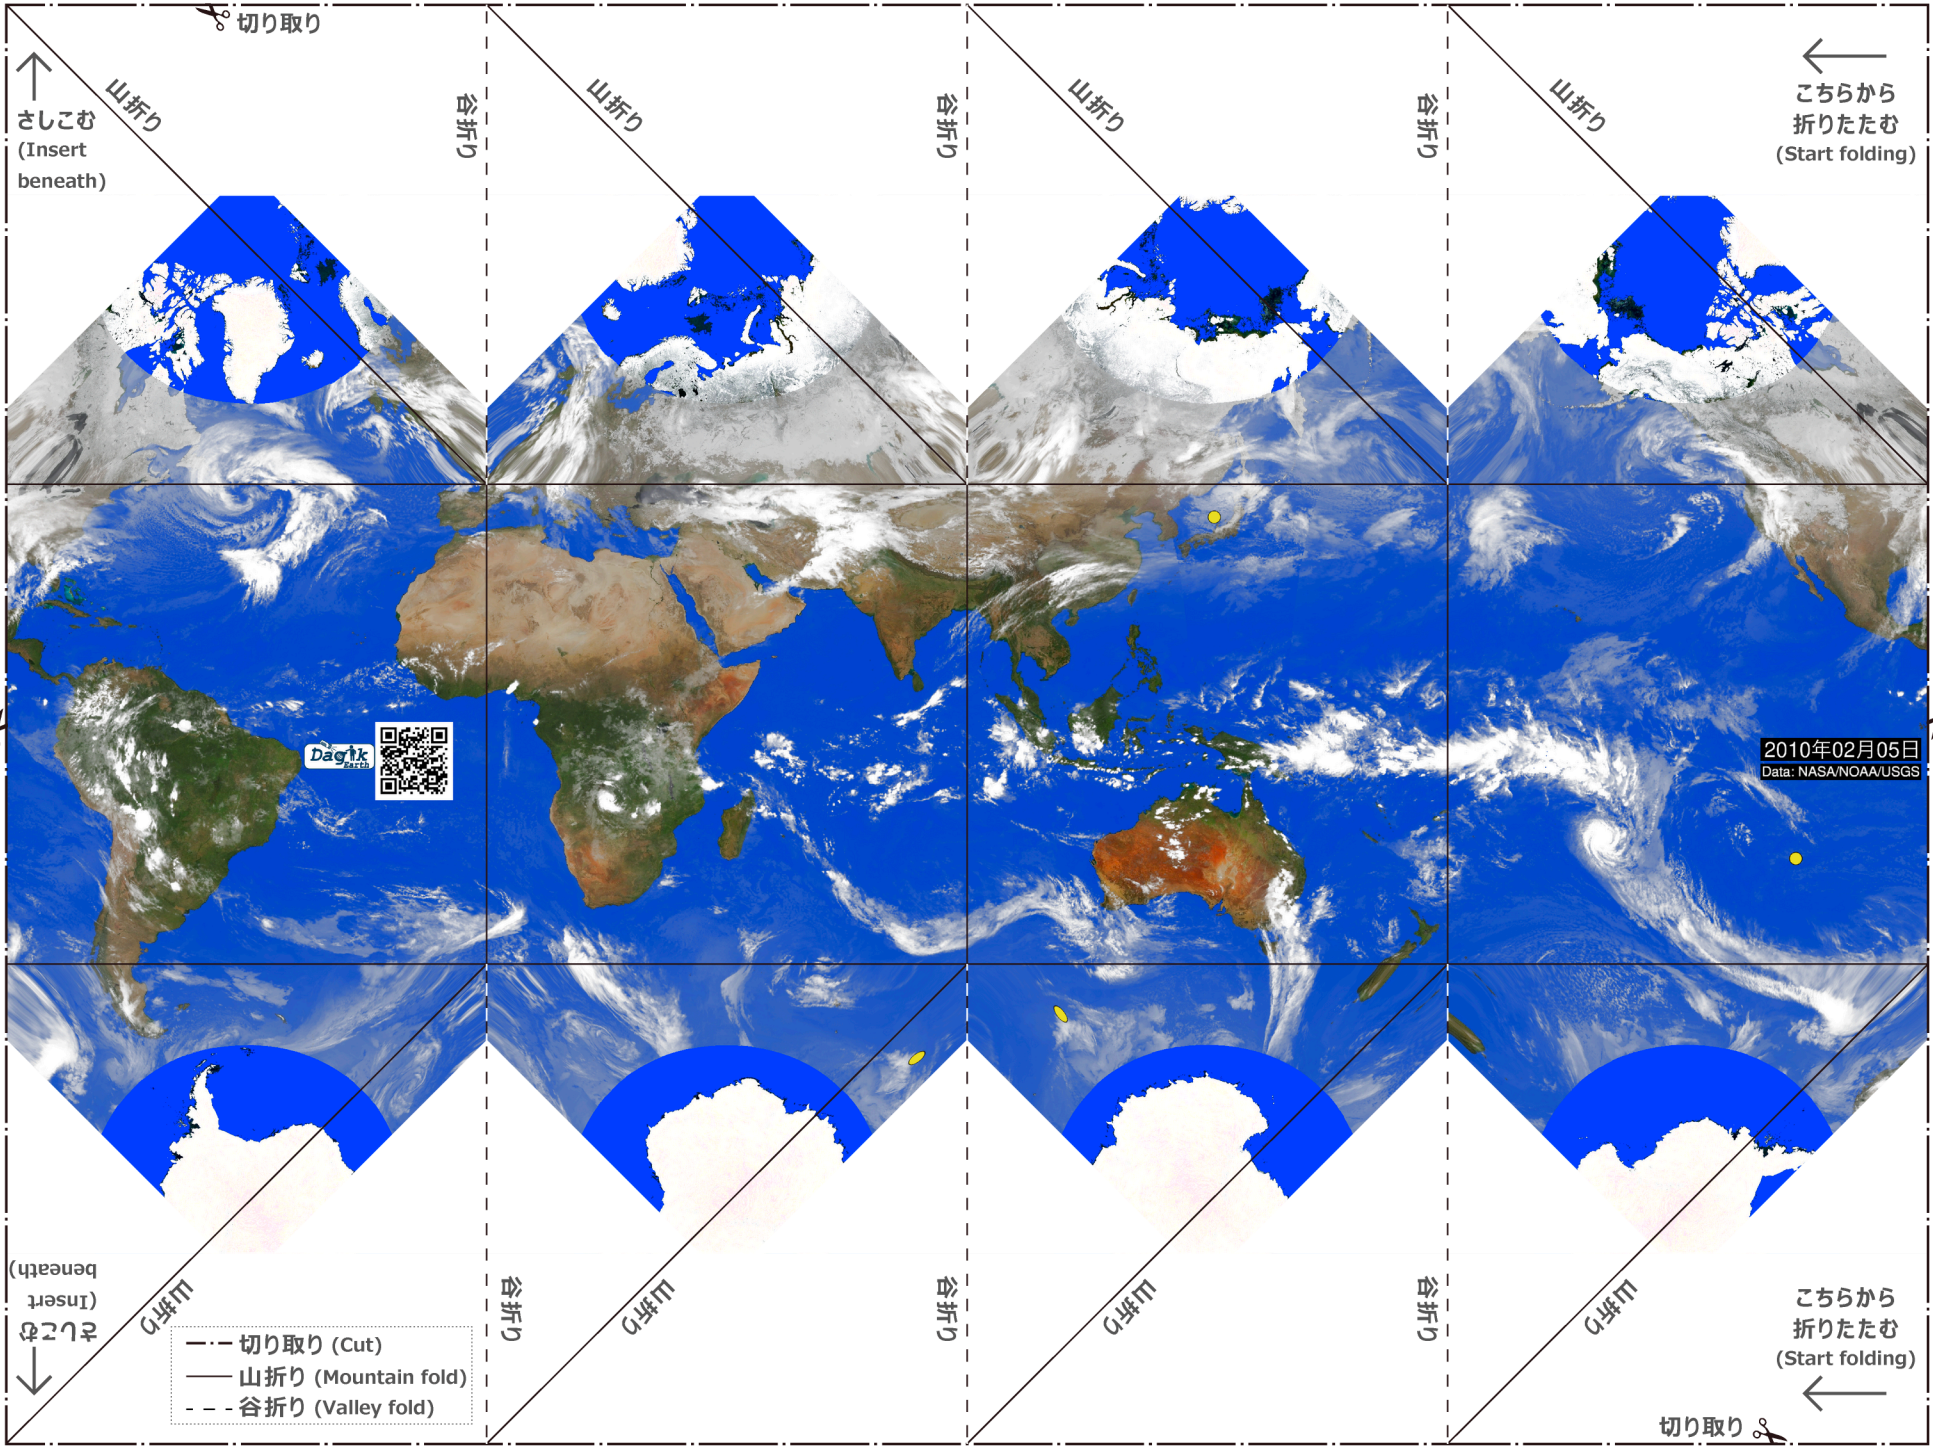 切り取り
さしこむ
(Insert
beneath)
山折り
谷折り
山折り
谷折り
山折り
谷折り
山折り
こちらから
折りたたむ
(Start folding)
Dagik
Earth
2010年02月05日
Data: NASA/NOAA/USGS
さしこむ
(Insert
beneath)
山折り
谷折り
山折り
谷折り
山折り
谷折り
山折り
こちらから
折りたたむ
(Start folding)
切り取り (Cut)
山折り (Mountain fold)
谷折り (Valley fold)
切り取り